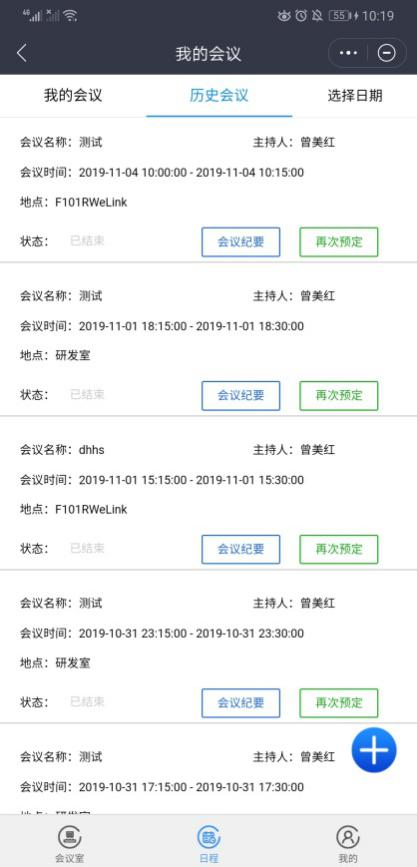 4G 55 10:19
我的会议
我的会议 历史会议 选择日期
会议名称：测试 主持人：曾美红
会议时间：2019-11-04 10:00:00 - 2019-11-04 10:15:00
地点：F101RWeLink
状态： 已结束 会议纪要 再次预定
会议名称：测试 主持人：曾美红
会议时间：2019-11-01 18:15:00 - 2019-11-01 18:30:00
地点：研发室
状态： 已结束 会议纪要 再次预定
会议名称：dhhs 主持人：曾美红
会议时间：2019-11-01 15:15:00 - 2019-11-01 15:30:00
地点：F101RWeLink
状态： 已结束 会议纪要 再次预定
会议名称：测试 主持人：曾美红
会议时间：2019-10-31 23:15:00 - 2019-10-31 23:30:00
地点：研发室
状态： 已结束 会议纪要 再次预定
会议名称：测试 主持人：曾美红
会议时间：2019-10-31 17:15:00 - 2019-10-31 17:30:00
会议室 日程 我的